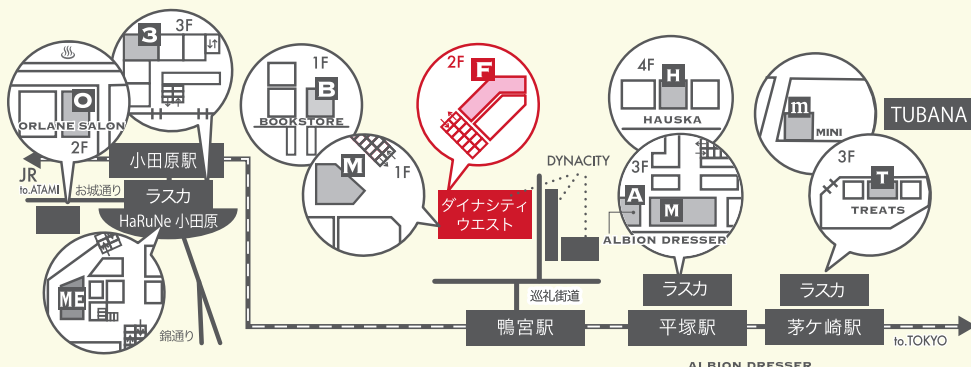 3F
3
O
ORLANE SALON
2F
小田原駅
JR
to.ATAMI
お城通り
ラスカ
HaRuNe 小田原
ME
錦通り
1F
B
BOOKSTORE
M
1F
2F
F
ダイナシティ
ウエスト
DYNACITY
巡礼街道
鴨宮駅
4F
H
HAUSKA
3F
A
M
ALBION DRESSER
ラスカ
平塚駅
m
MINI
TUBANA
3F
T
TREATS
ラスカ
茅ケ崎駅
to.TOKYO
ALBION DRESSER